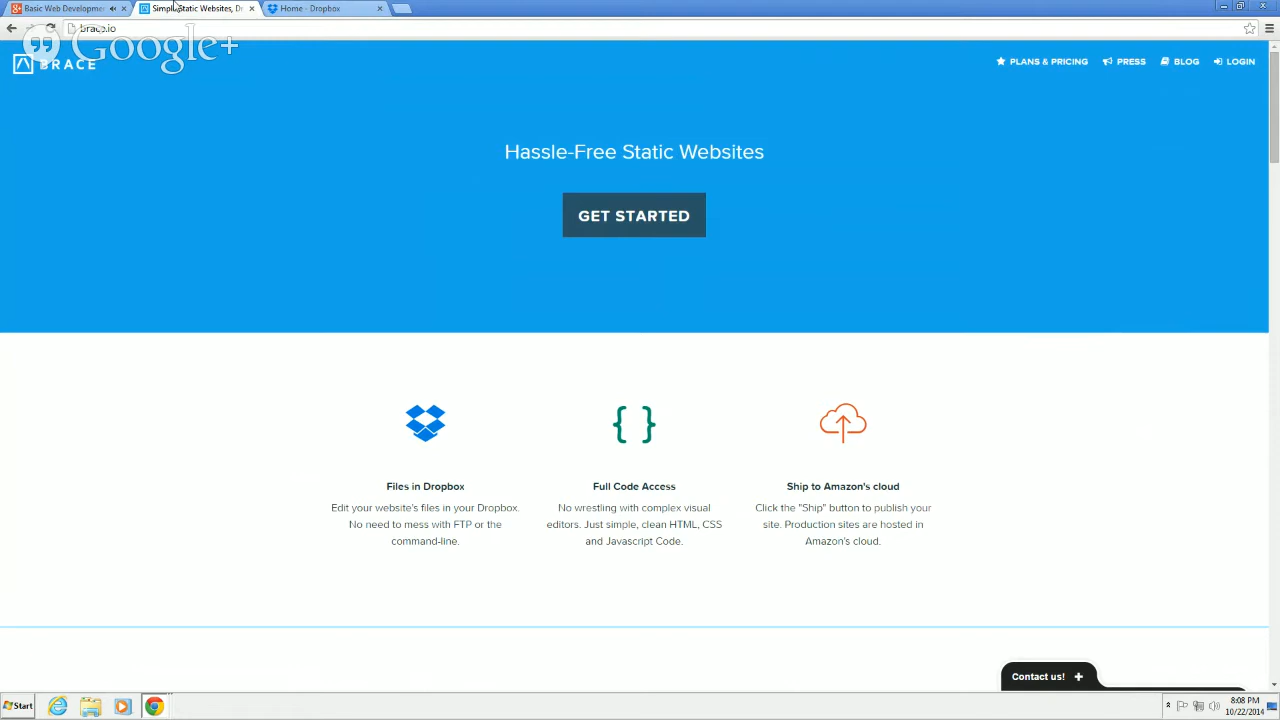 Basic Web Developme
Simple Static Websites, Dr
Home - Dropbox
brace.io
Google+
BRACE
PLANS & PRICING
PRESS
BLOG
LOGIN
Hassle-Free Static Websites
GET STARTED
Files in Dropbox
Edit your website's files in your Dropbox.
No need to mess with FTP or the
command-line.
Full Code Access
No wrestling with complex visual
editors. Just simple, clean HTML, CSS
and Javascript Code.
Ship to Amazon's cloud
Click the "Ship" button to publish your
site. Production sites are hosted in
Amazon's cloud.
Contact us! +
Start
8:08 PM
10/22/2014